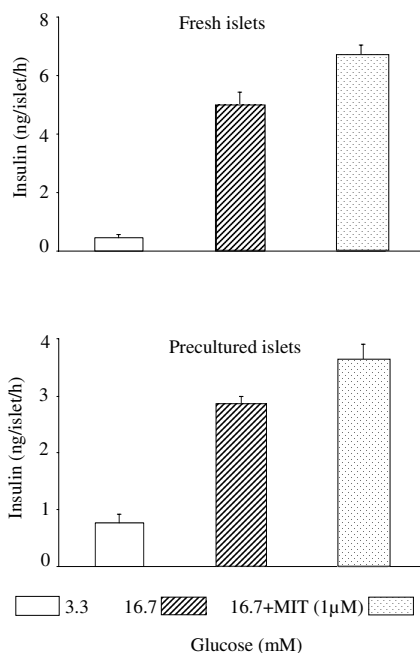 Fresh islets
Insulin (ng/islet/h)
8
6
4
2
0
Precultured islets
Insulin (ng/islet/h)
4
3
2
1
0
3.3 16.7 16.7+MIT (1µM)
Glucose (mM)